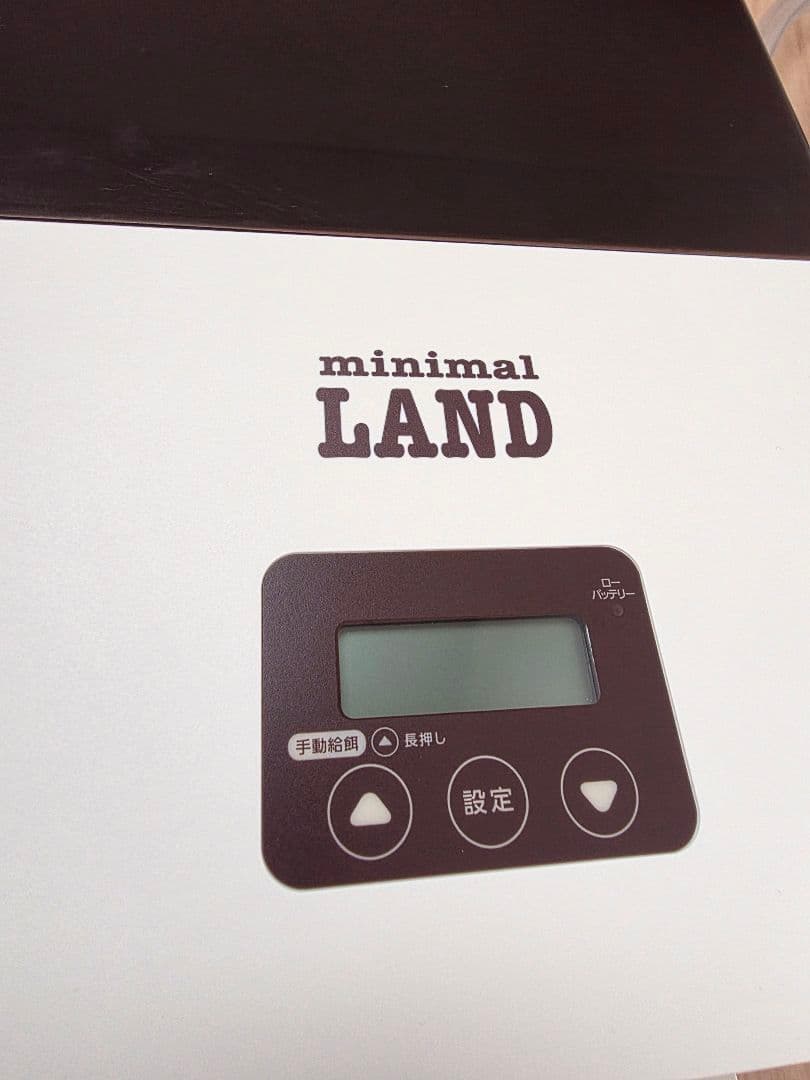 minimal
LAND
ロー
バッテリー
手動給餌 ▲ 長押し
設定